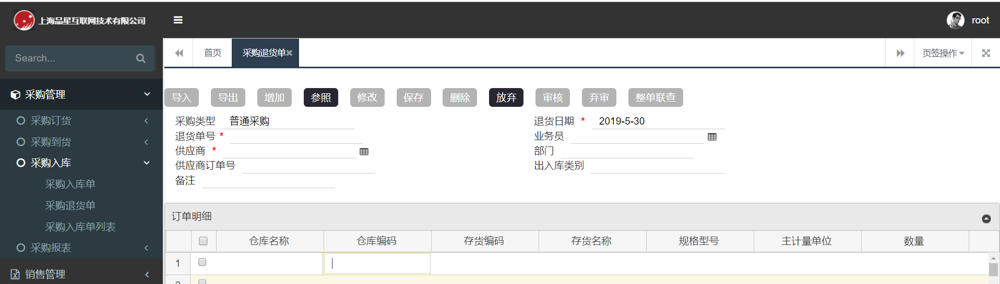 上海品星互联网技术有限公司
root
Search...
首页
采购退货单
页签操作
采购管理
采购订货
采购到货
采购入库
采购入库单
采购退货单
采购入库单列表
采购报表
销售管理
导入 导出 增加 参照 修改 保存 删除 放弃 审核 弃审 整单联查
采购类型 普通采购
退货日期 * 2019-5-30
退货单号 *
业务员
供应商 *
部门
供应商订单号
出入库类别
备注
订单明细
仓库名称 仓库编码 存货编码 存货名称 规格型号 主计量单位 数量
1
2